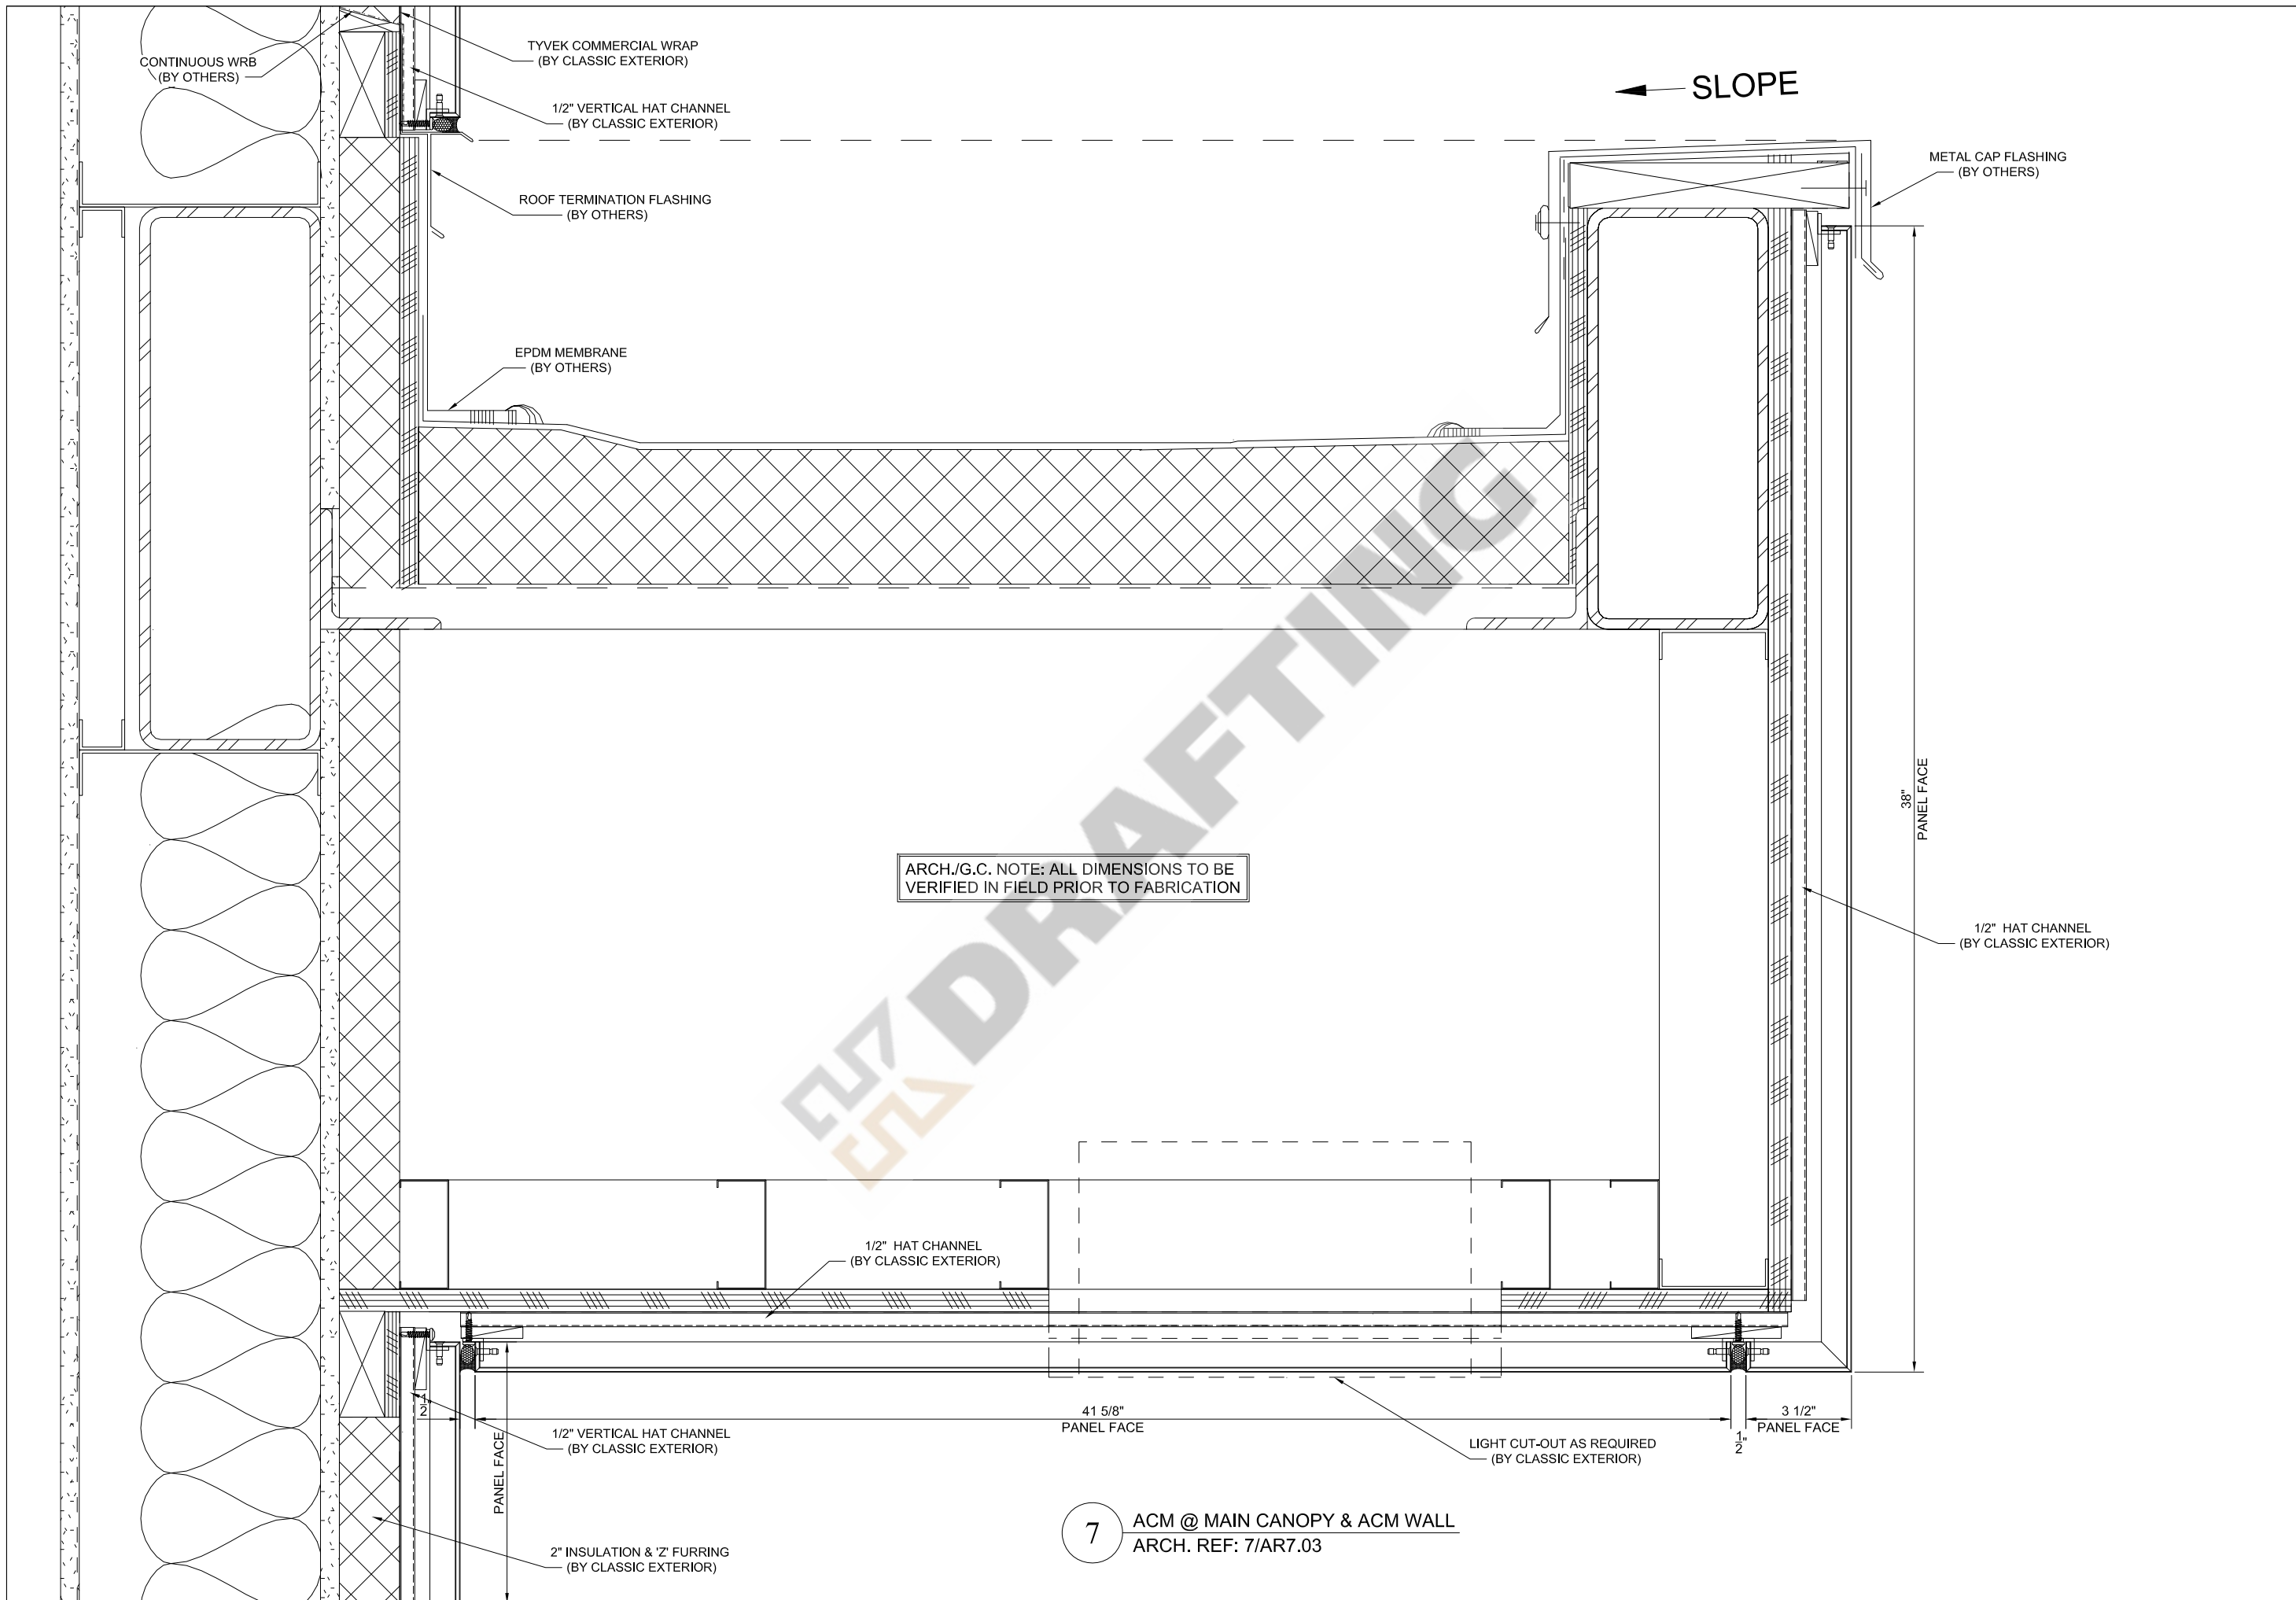 CONTINUOUS WRB
(BY OTHERS)
TYVEK COMMERCIAL WRAP
(BY CLASSIC EXTERIOR)
1/2" VERTICAL HAT CHANNEL
(BY CLASSIC EXTERIOR)
SLOPE
METAL CAP FLASHING
(BY OTHERS)
ROOF TERMINATION FLASHING
(BY OTHERS)
EPDM MEMBRANE
(BY OTHERS)
38"
PANEL FACE
ARCH./G.C. NOTE: ALL DIMENSIONS TO BE
VERIFIED IN FIELD PRIOR TO FABRICATION
DRAFTING
1/2" HAT CHANNEL
(BY CLASSIC EXTERIOR)
1/2" HAT CHANNEL
(BY CLASSIC EXTERIOR)
1/2"
41 5/8"
PANEL FACE
1/2"
3 1/2"
PANEL FACE
1/2" VERTICAL HAT CHANNEL
(BY CLASSIC EXTERIOR)
PANEL FACE
LIGHT CUT-OUT AS REQUIRED
(BY CLASSIC EXTERIOR)
2" INSULATION & 'Z' FURRING
(BY CLASSIC EXTERIOR)
7
ACM @ MAIN CANOPY & ACM WALL
ARCH. REF: 7/AR7.03